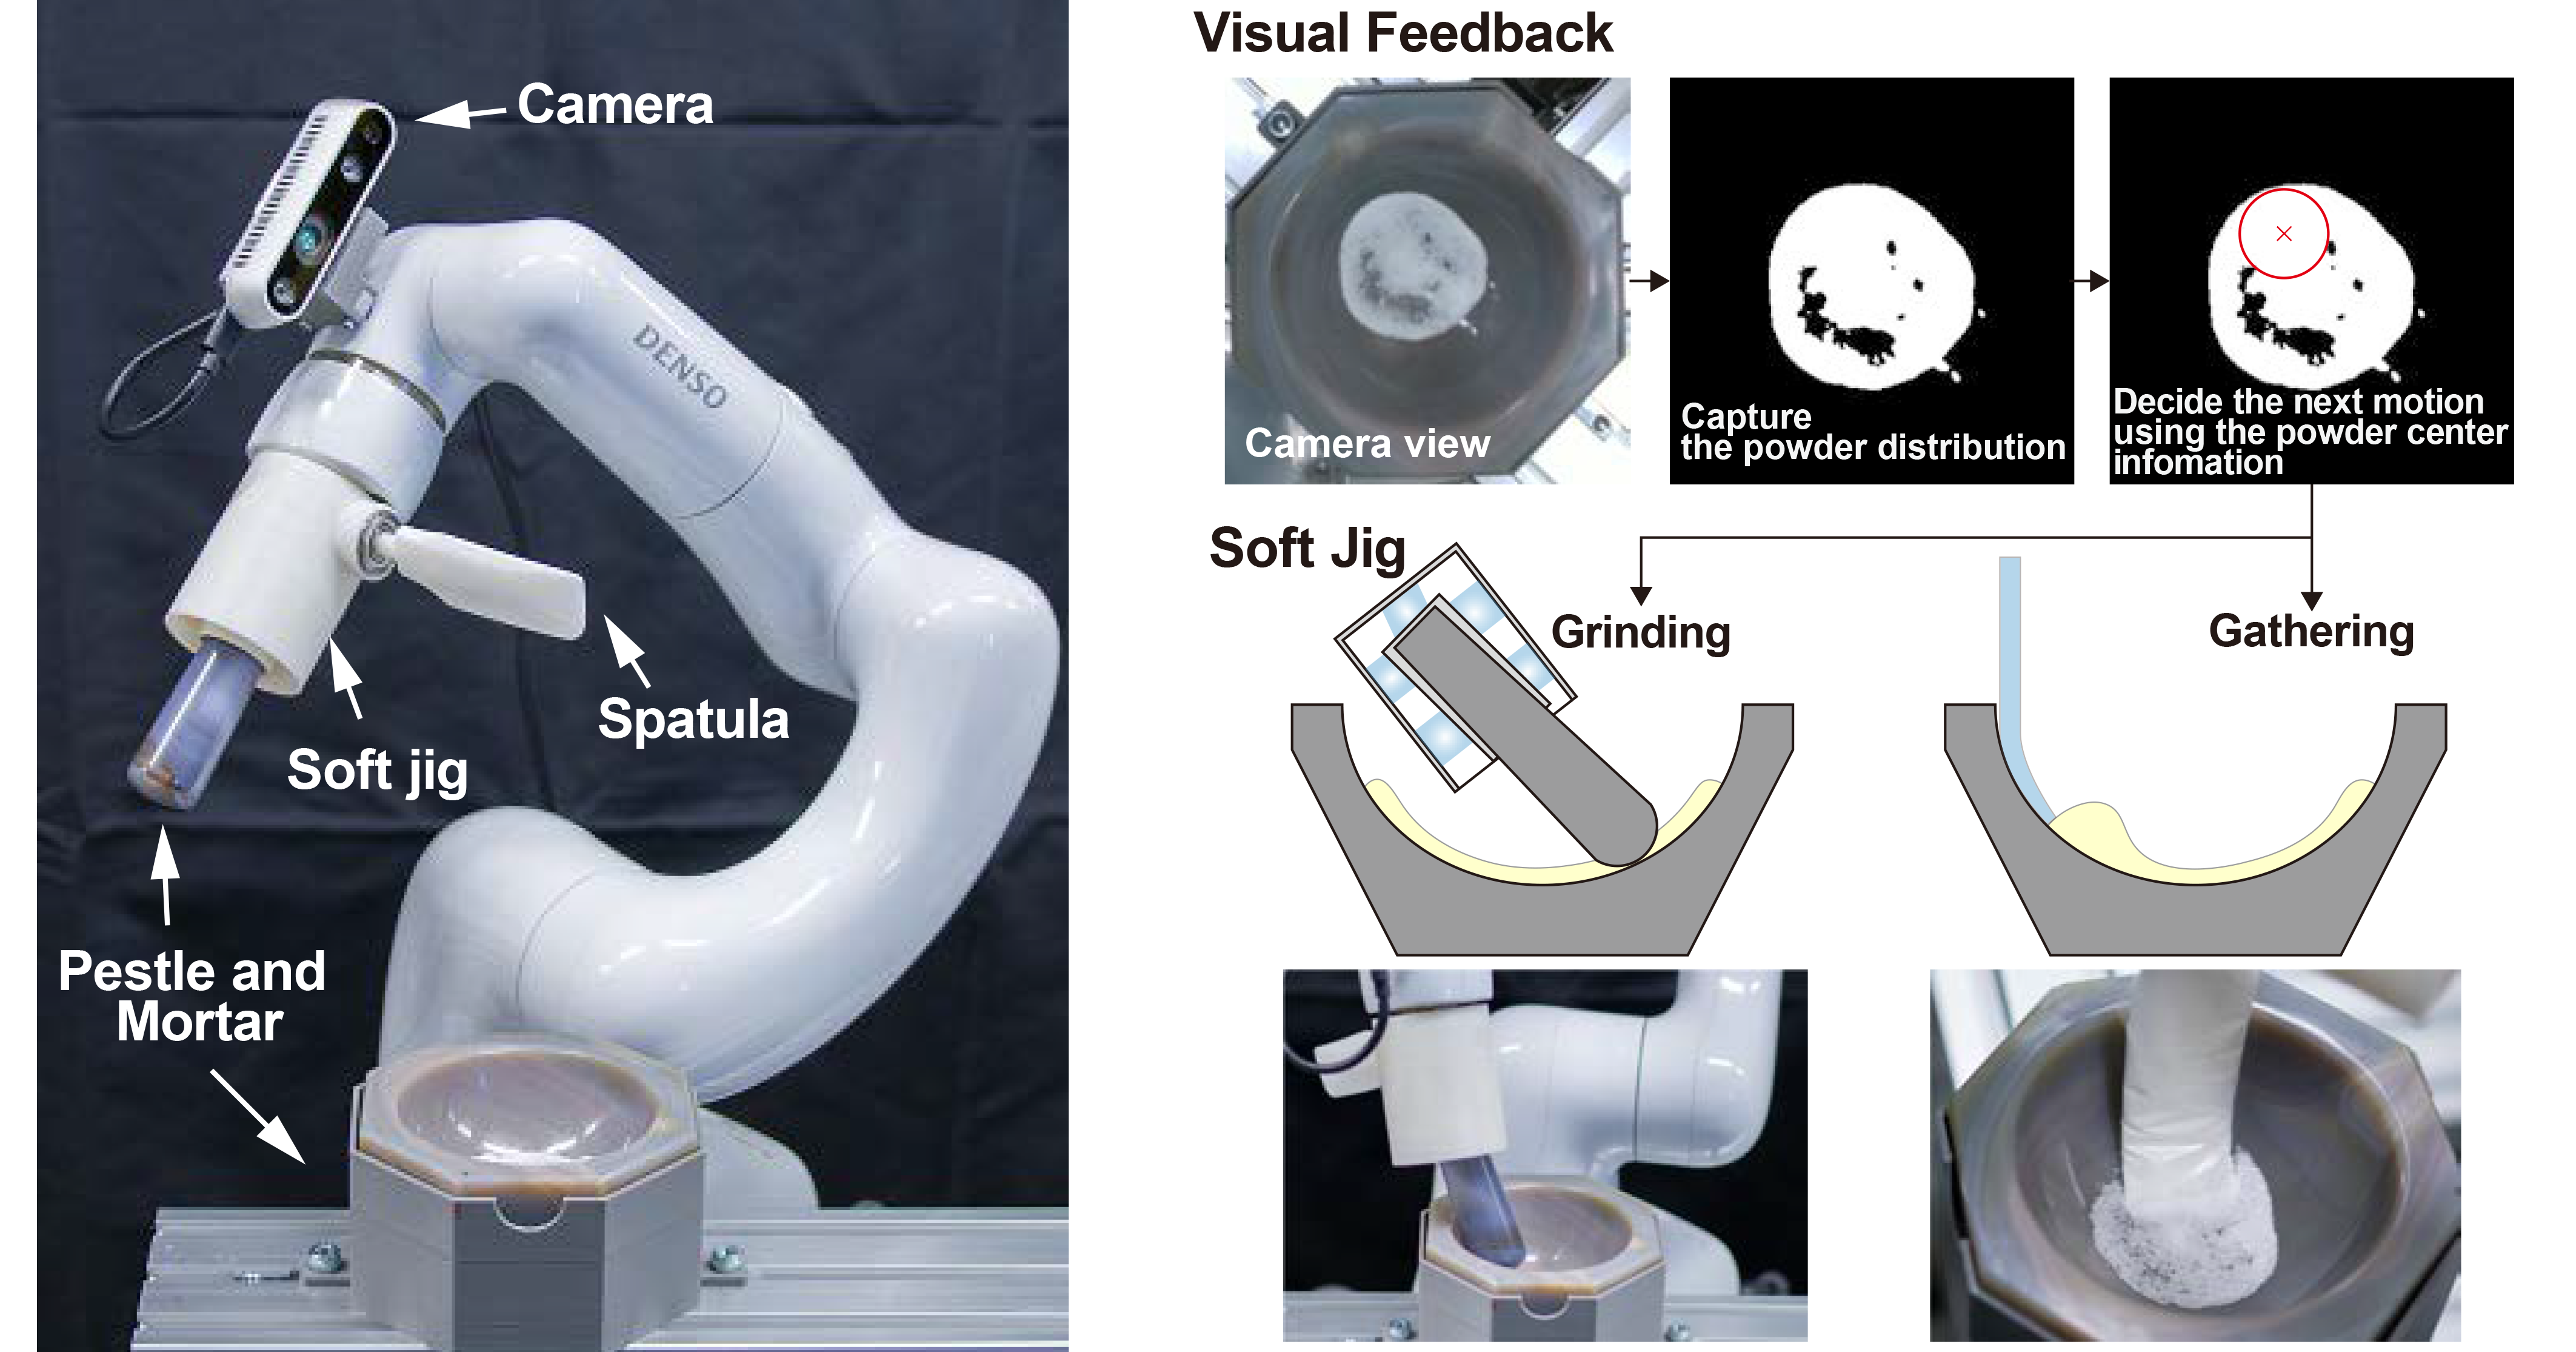 Camera
DENSO
Spatula
Soft jig
Pestle and
Mortar
Visual Feedback
Camera view
Capture
the powder distribution
Decide the next motion
using the powder center
infomation
Soft Jig
Grinding
Gathering